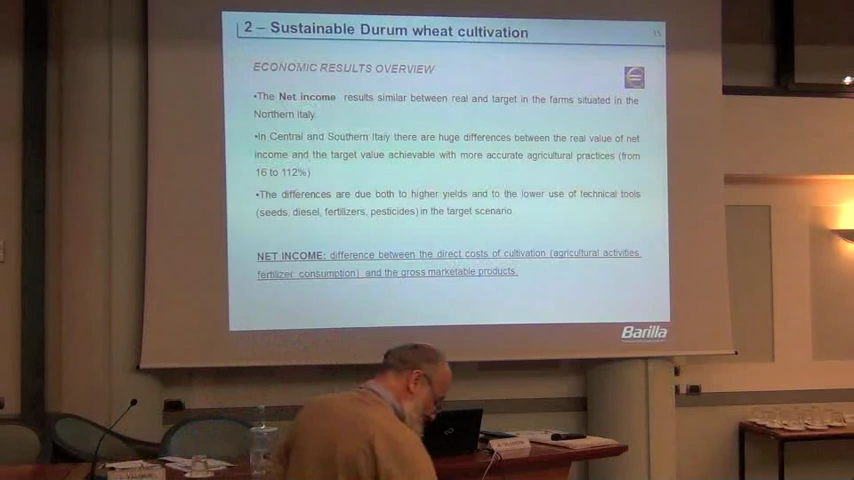 2 – Sustainable Durum wheat cultivation
15
ECONOMIC RESULTS OVERVIEW
•The Net income results similar between real and target in the farms situated in the
Northern Italy.
•In Central and Southern Italy there are huge differences between the real value of net
income and the target value achievable with more accurate agricultural practices (from
16 to 112%)
•The differences are due both to higher yields and to the lower use of technical tools
(seeds, diesel, fertilizers, pesticides) in the target scenario.
NET INCOME: difference between the direct costs of cultivation (agricultural activities,
fertilizer consumption) and the gross marketable products.
Barilla